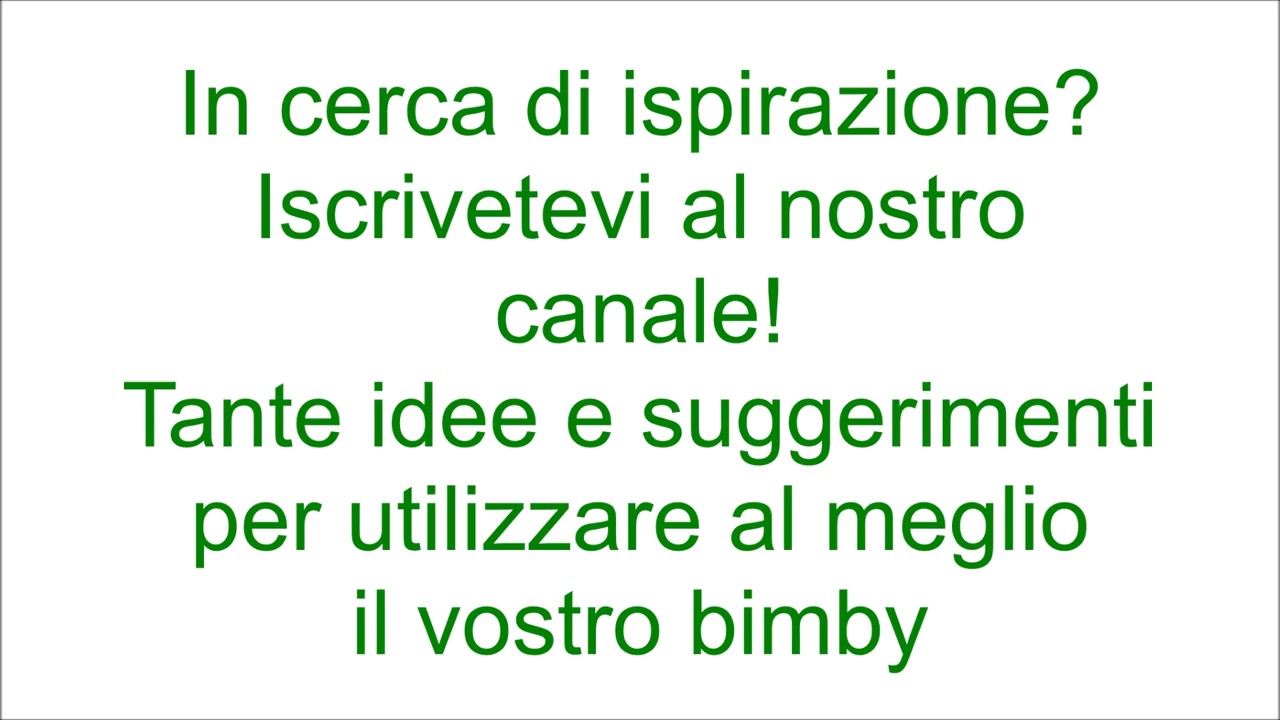 In cerca di ispirazione?
Iscrivetevi al nostro
canale!
Tante idee e suggerimenti
per utilizzare al meglio
il vostro bimby